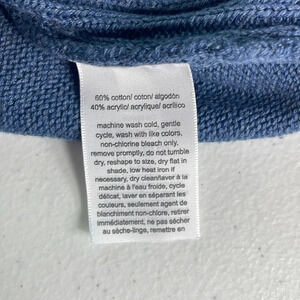 60% cotton/ coton/ algodón
40% acrylic/ acrylique/ acrílico
machine wash cold, gentle
cycle, wash with like colors,
non-chlorine bleach only,
remove promptly, do not tumble
dry, reshape to size, dry flat in
shade, low heat iron if
necessary, dry clean/laver à la
machine à l'eau froide, cycle
délicat, laver en séparant les
couleurs, seulement agent de
blanchiment non-chlore, retirer
immédiatement, ne pas sécher
au sèche-linge, remettre en